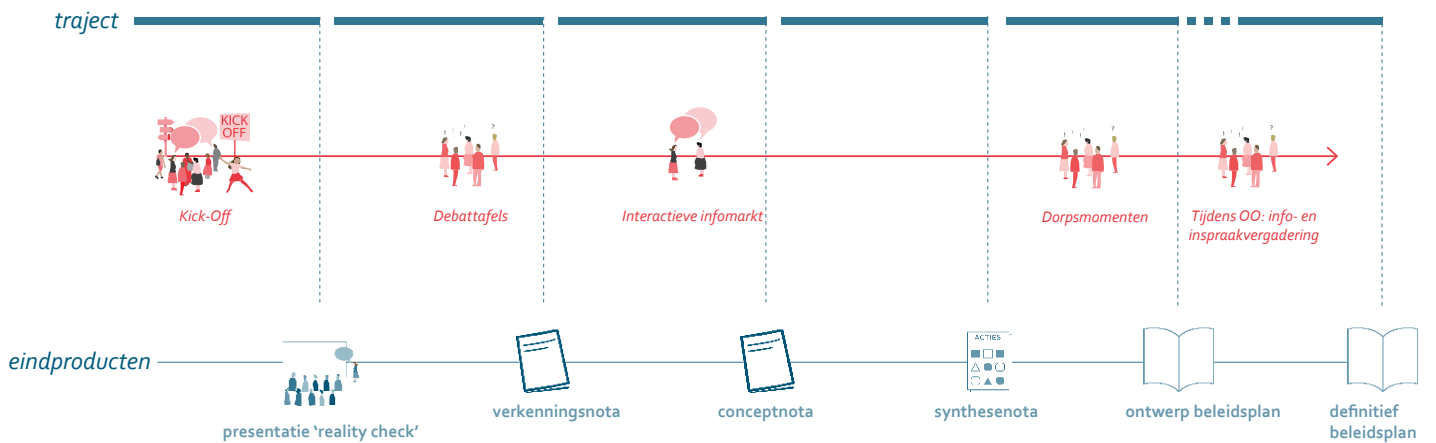 traject
KICK
OFF
Kick-Off
Debattafels
Interactieve infomarkt
Dorpsmomenten
Tijdens OO: info- en
inspraakvergadering
? 
?
eindproducten
ACTIES
presentatie ‘reality check’
verkenningsnota
conceptnota
synthesenota
ontwerp beleidsplan
definitief
beleidsplan